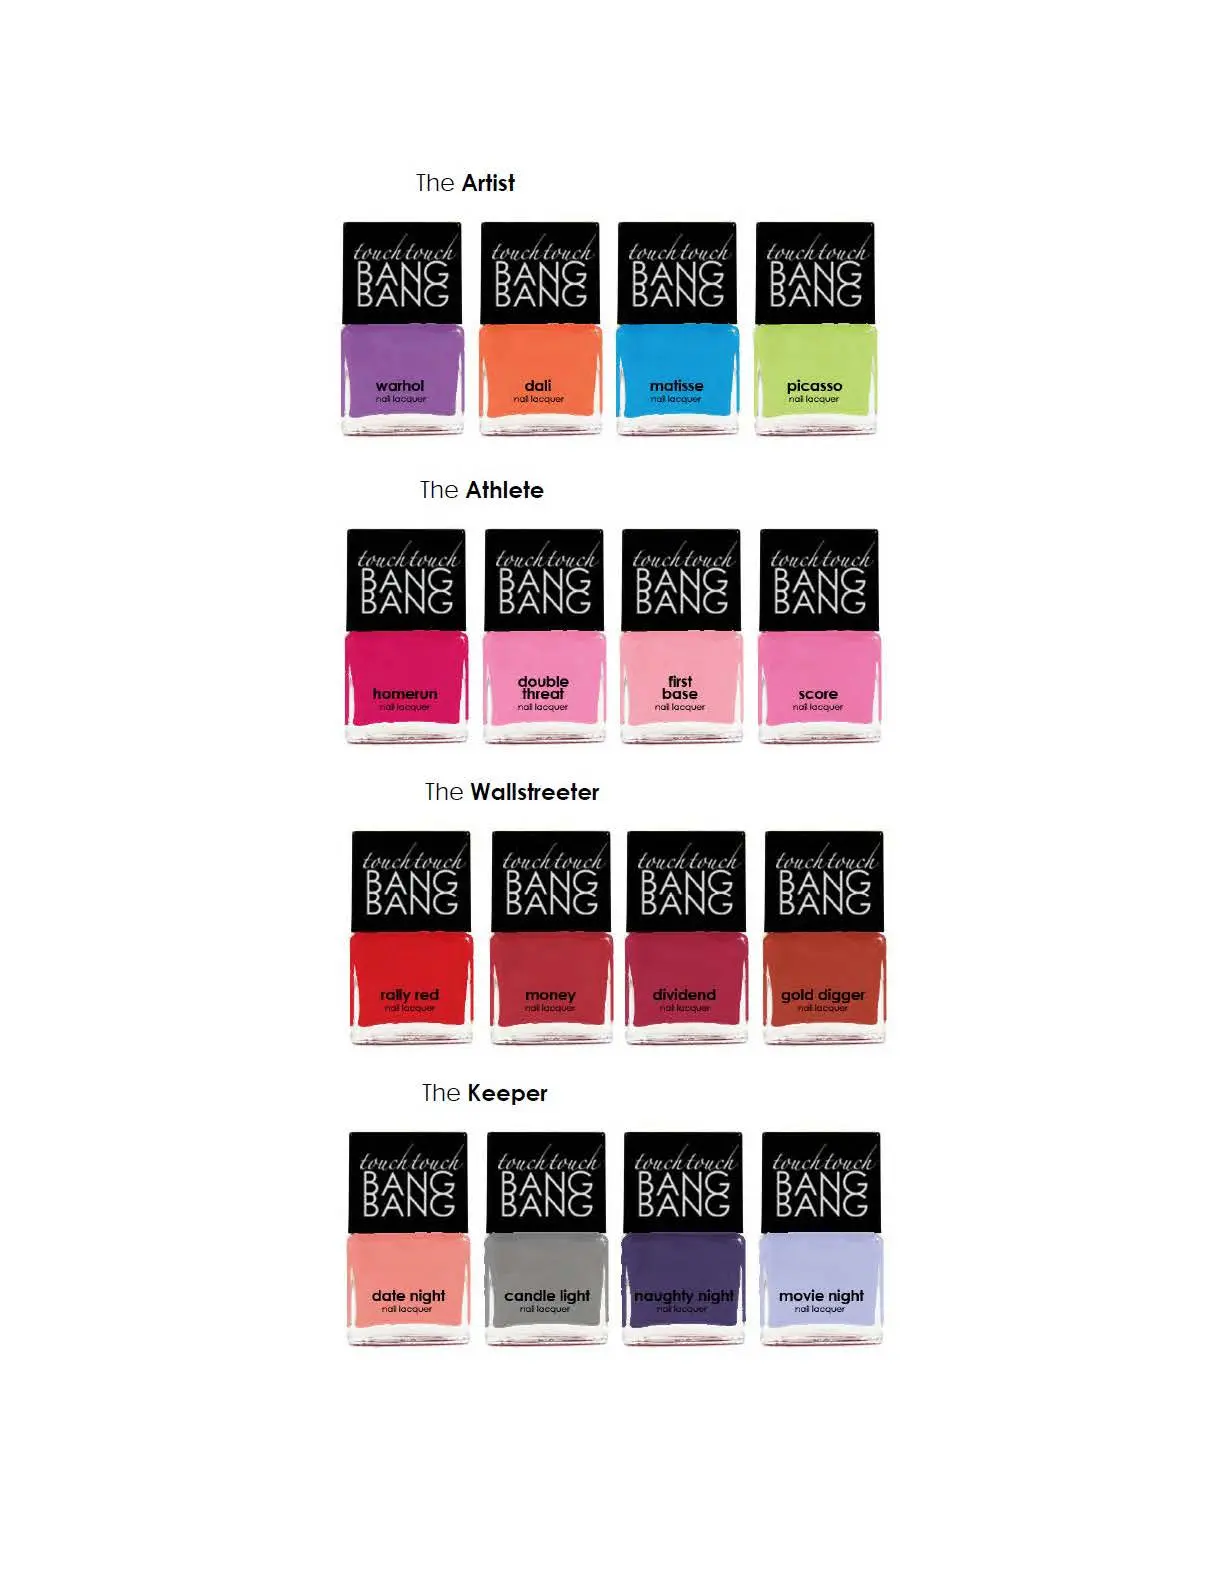 The Artist
touch touch touch touch touch touch touch touch
BANG BANG BANG BANG
BANG BANG BANG BANG
warhol dali matisse picasso
nail lacquer nail lacquer nail lacquer nail lacquer
The Athlete
touch touch touch touch touch touch touch touch
BANG BANG BANG BANG
BANG BANG BANG BANG
double first
homerun threat base score
nail lacquer nail lacquer nail lacquer nail lacquer
The Wallstreeter
touch touch touch touch touch touch touch touch
BANG BANG BANG BANG
BANG BANG BANG BANG
rally red money dividend gold digger
nail lacquer nail lacquer nail lacquer nail lacquer
The Keeper
touch touch touch touch touch touch touch touch
BANG BANG BANG BANG
BANG BANG BANG BANG
date night candle light naughty night movie night
nail lacquer nail lacquer nail lacquer nail lacquer